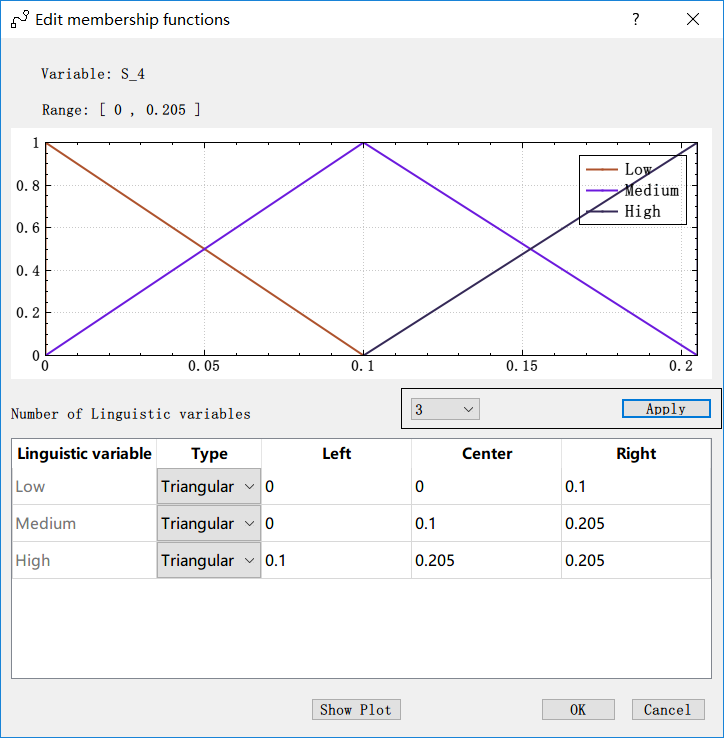 Edit membership functions
?
Variable: S_4
Range: [ 0 , 0.205 ]
1
0.8
0.6
0.4
0.2
0
0 0.05 0.1 0.15 0.2
Low
Medium
High
Number of Linguistic variables 3 Apply
Linguistic variable Type Left Center Right
Low Triangular 0 0 0.1
Medium Triangular 0 0.1 0.205
High Triangular 0.1 0.205 0.205
Show Plot OK Cancel